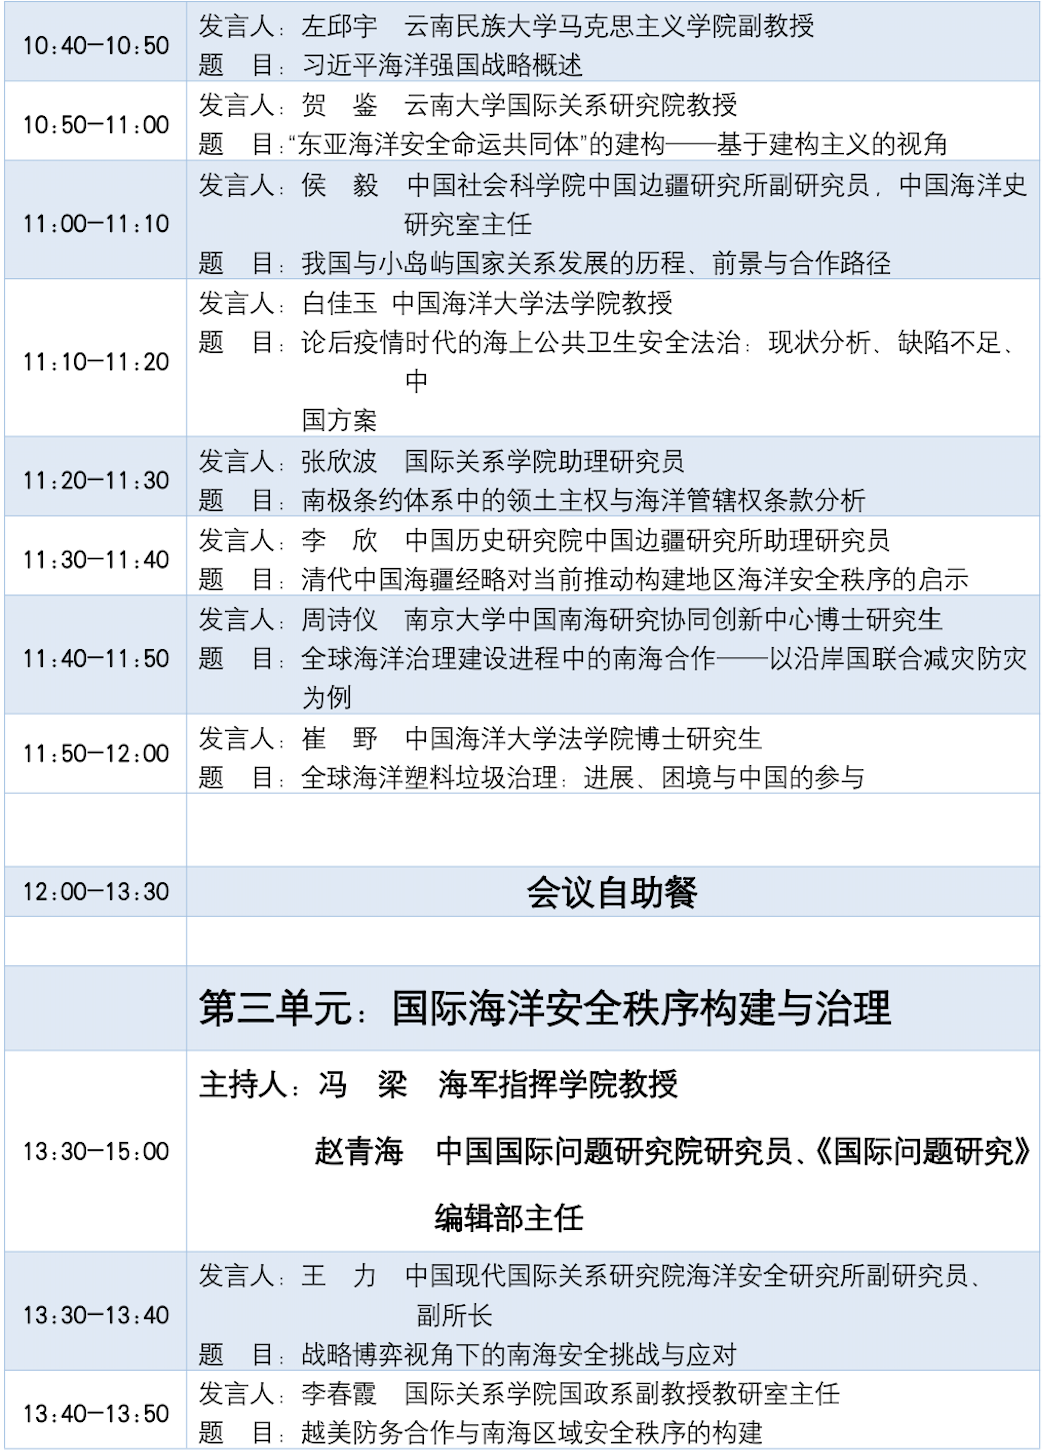 10:40—10:50
发言人：左邱宇 云南民族大学马克思主义学院副教授
题 目：习近平海洋强国战略概述
10:50—11:00
发言人：贺 鉴 云南大学国际关系研究院教授
题 目：“东亚海洋安全命运共同体”的建构——基于建构主义的视角
11:00—11:10
发言人：侯 毅 中国社会科学院中国边疆研究所副研究员，中国海洋史
研究室主任
题 目：我国与小岛屿国家关系发展的历程、前景与合作路径
11:10—11:20
发言人：白佳玉 中国海洋大学法学院教授
题 目：论后疫情时代的海上公共卫生安全法治：现状分析、缺陷不足、
中
国方案
11:20—11:30
发言人：张欣波 国际关系学院助理研究员
题 目：南极条约体系中的领土主权与海洋管辖权条款分析
11:30—11:40
发言人：李 欣 中国历史研究院中国边疆研究所助理研究员
题 目：清代中国海疆经略对当前推动构建地区海洋安全秩序的启示
11:40—11:50
发言人：周诗仪 南京大学中国南海研究协同创新中心博士研究生
题 目：全球海洋治理建设进程中的南海合作——以沿岸国联合减灾防灾
为例
11:50—12:00
发言人：崔 野 中国海洋大学法学院博士研究生
题 目：全球海洋塑料垃圾治理：进展、困境与中国的参与
12:00—13:30
会议自助餐
第三单元：国际海洋安全秩序构建与治理
13:30—15:00
主持人：冯 梁 海军指挥学院教授
赵青海 中国国际问题研究院研究员、《国际问题研究》
编辑部主任
13:30—13:40
发言人：王 力 中国现代国际关系研究院海洋安全研究所副研究员、
副所长
题 目：战略博弈视角下的南海安全挑战与应对
13:40—13:50
发言人：李春霞 国际关系学院国政系副教授教研室主任
题 目：越美防务合作与南海区域安全秩序的构建